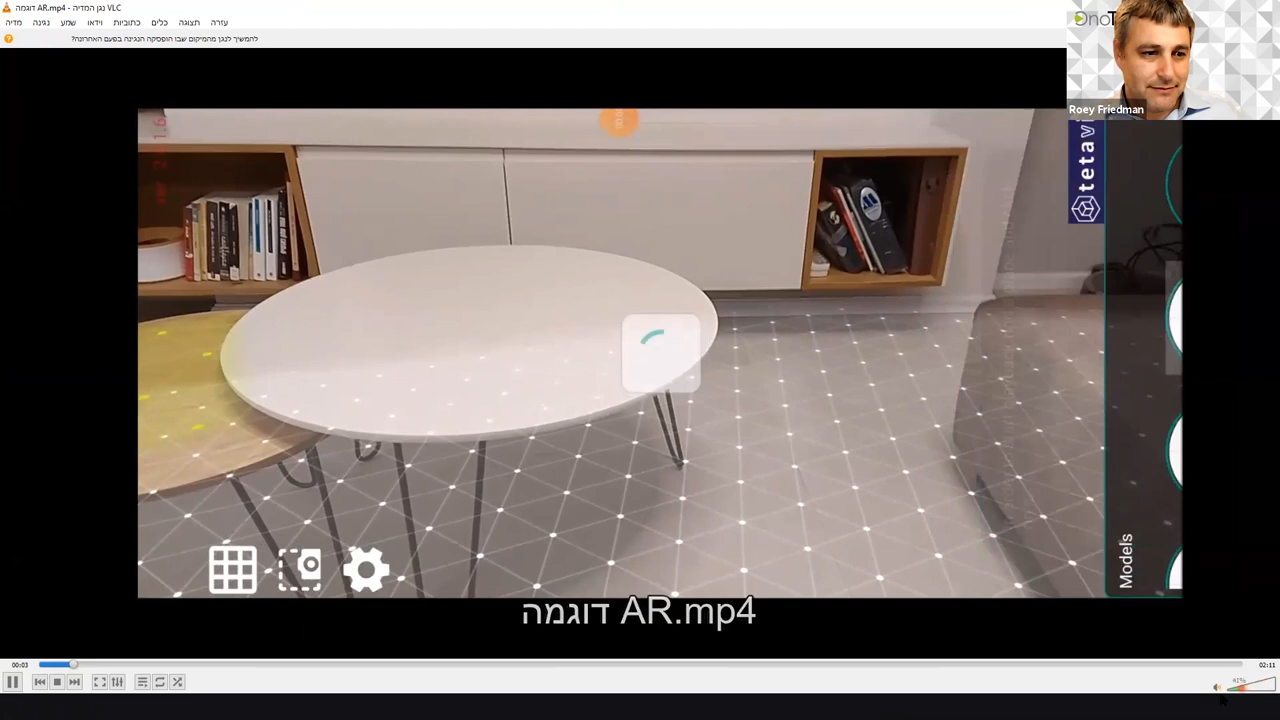 דוגמה AR.mp4 - נגן המדיה VLC
מדיה נגינה שמע וידאו כתוביות כלים תצוגה עזרה
להמשיך לנגן מהמיקום שבו הופסקה הנגינה בפעם האחרונה?
Roey Friedman
tetavi
Models
דוגמה AR.mp4
00:03
02:11
41%